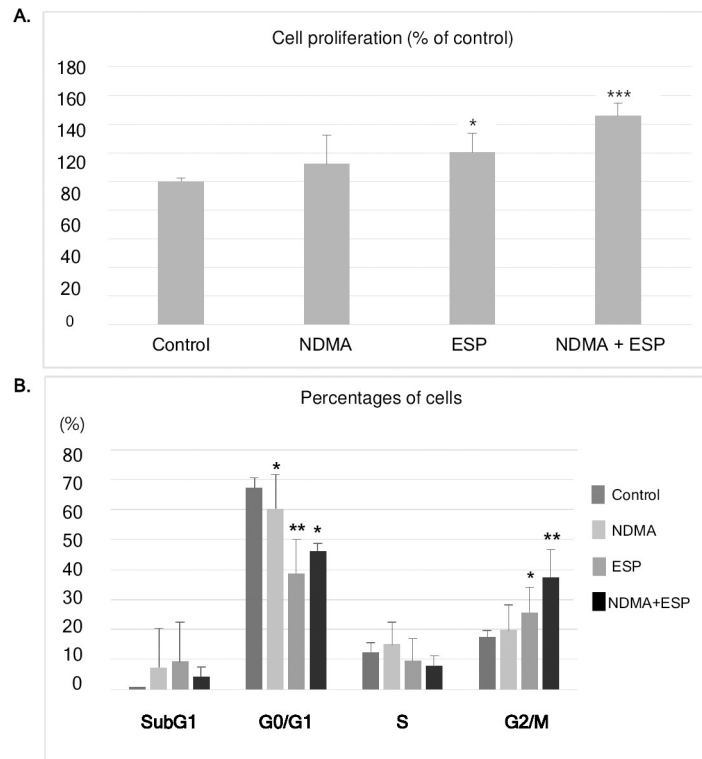 A.
Cell proliferation (% of control)
180
160
140
120
80
60
40
20
0
*
***
Control NDMA ESP NDMA + ESP
B.
Percentages of cells
(%)
80
70
60
50
40
30
20
10
0
*
**
*
*
**
SubG1 G0/G1 S G2/M
Control
NDMA
ESP
NDMA+ESP